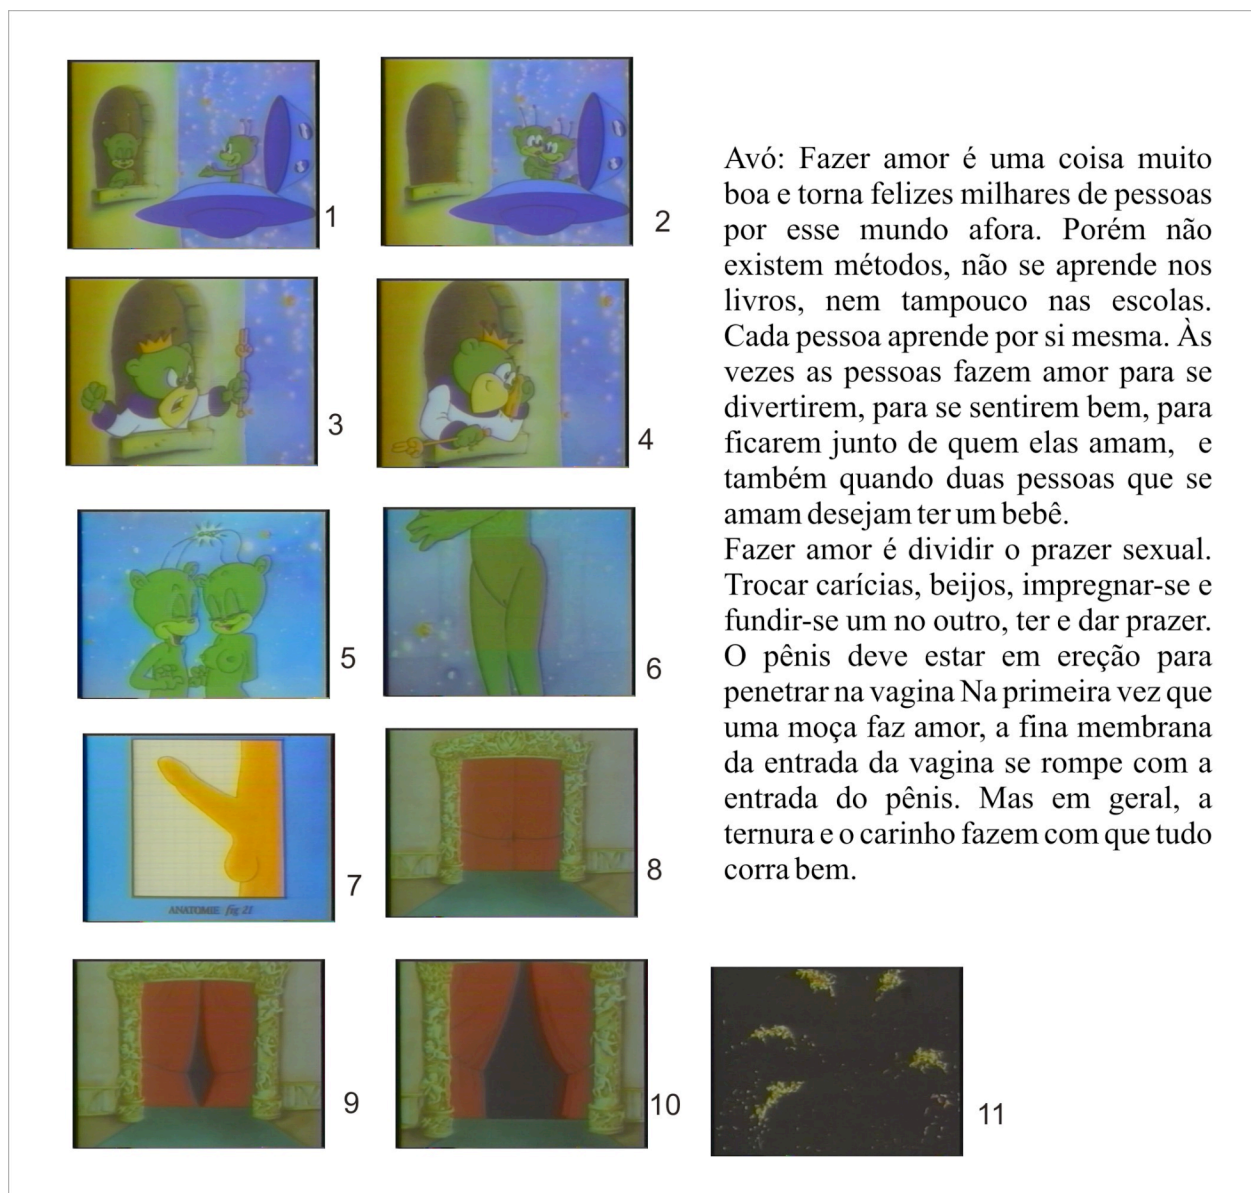 1
2
3
4
5
6
7
ANATOMIE fig 21
8
9
10
11
Avó: Fazer amor é uma coisa muito
boa e torna felizes milhares de pessoas
por esse mundo afora. Porém não
existem métodos, não se aprende nos
livros, nem tampouco nas escolas.
Cada pessoa aprende por si mesma. Às
vezes as pessoas fazem amor para se
divertirem, para se sentirem bem, para
ficarem junto de quem elas amam, e
também quando duas pessoas que se
amam desejam ter um bebê.
Fazer amor é dividir o prazer sexual.
Trocar carícias, beijos, impregnar-se e
fundir-se um no outro, ter e dar prazer.
O pênis deve estar em ereção para
penetrar na vagina Na primeira vez que
uma moça faz amor, a fina membrana
da entrada da vagina se rompe com a
entrada do pênis. Mas em geral, a
ternura e o carinho fazem com que tudo
corra bem.